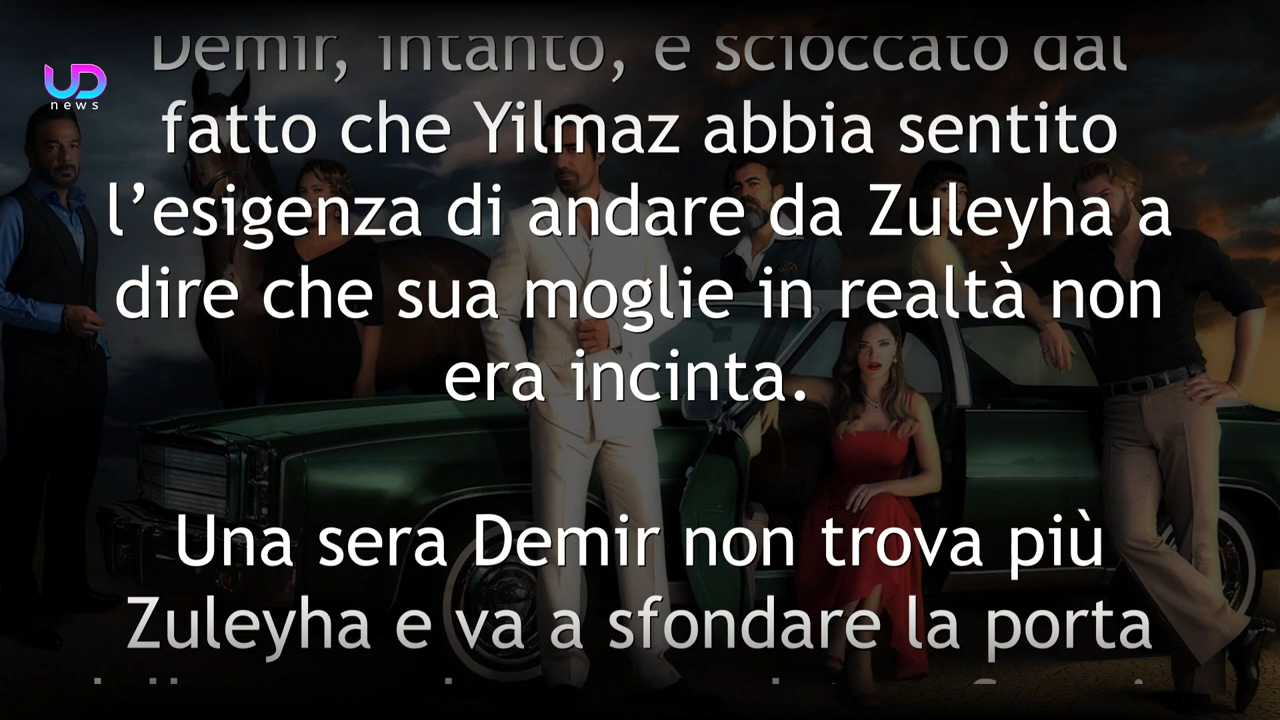 UD
news
Demir, intanto, è scioccato dal
fatto che Yilmaz abbia sentito
l’esigenza di andare da Zuleyha a
dire che sua moglie in realtà non
era incinta.
Una sera Demir non trova più
Zuleyha e va a sfondare la porta